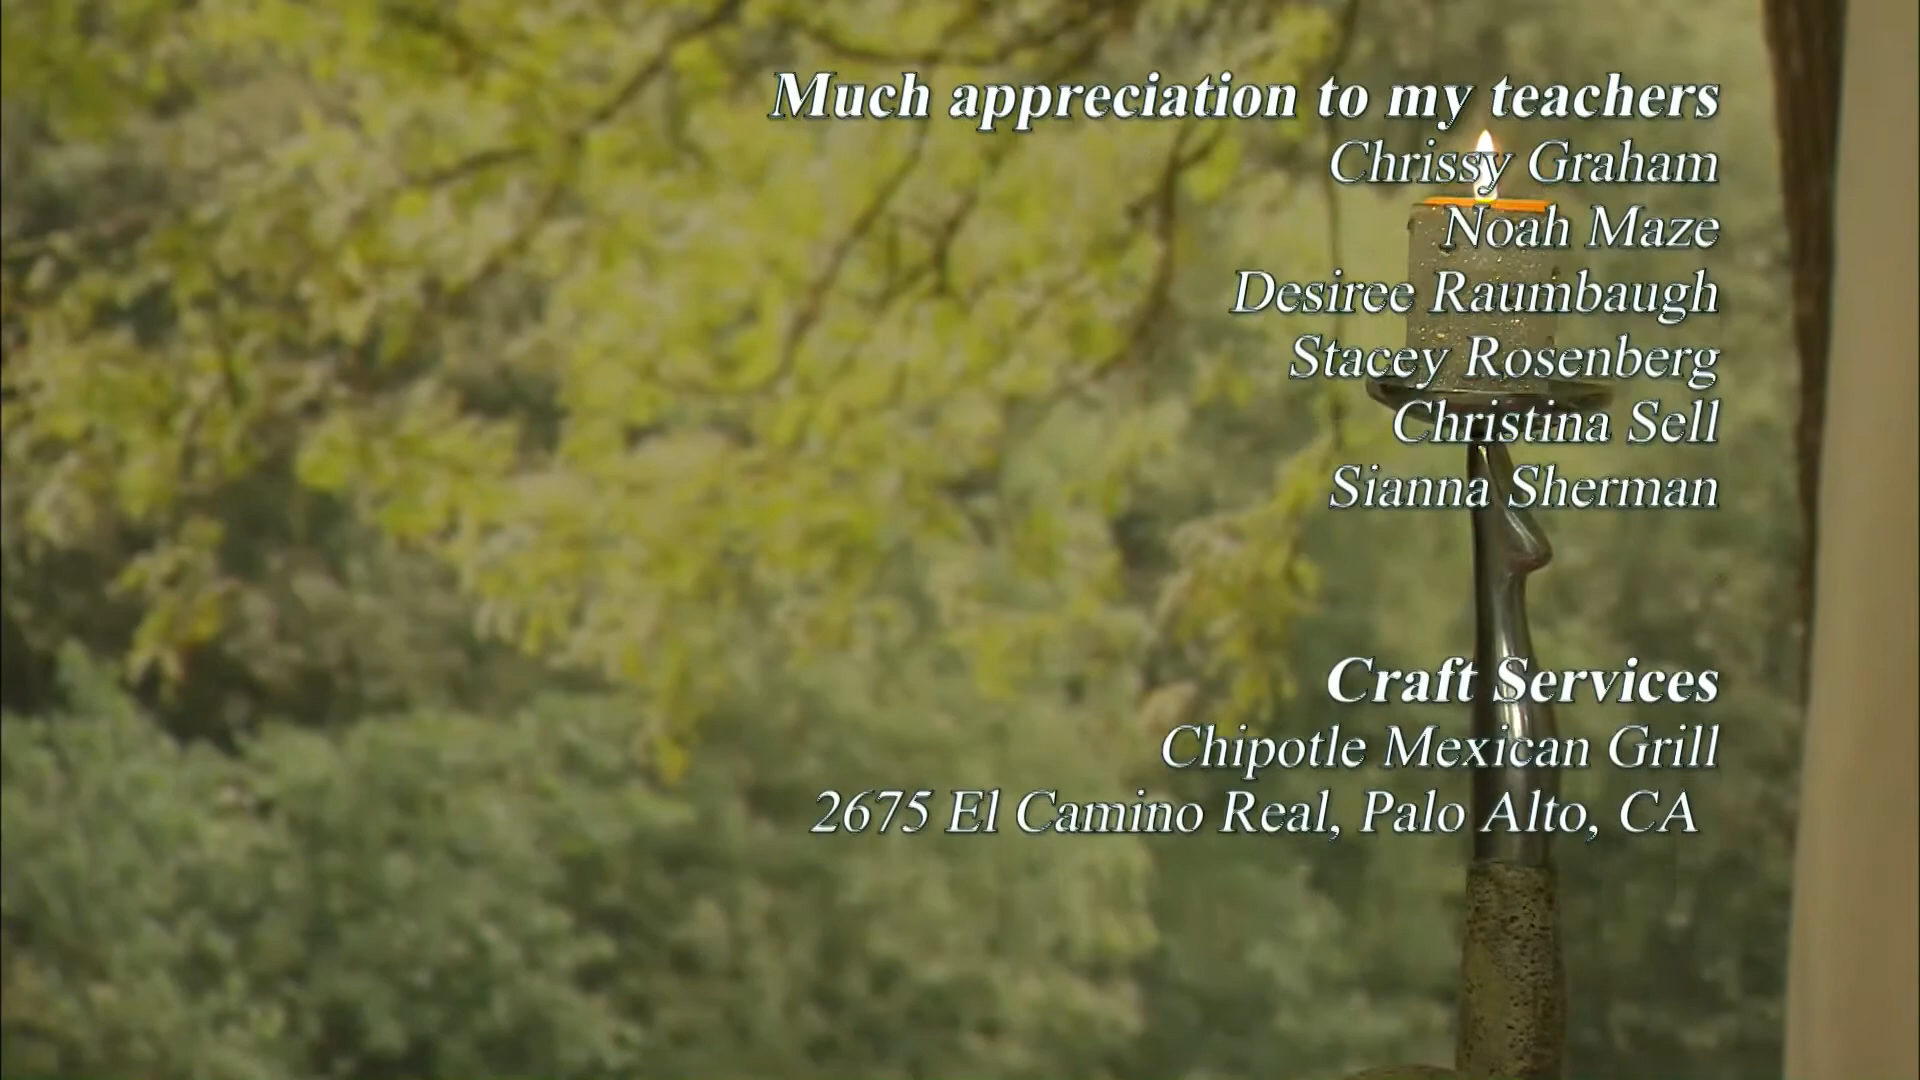 Much appreciation to my teachers
Chrissy Graham
Noah Maze
Desiree Raumbaugh
Stacey Rosenberg
Christina Sell
Sianna Sherman
Craft Services
Chipotle Mexican Grill
2675 El Camino Real, Palo Alto, CA